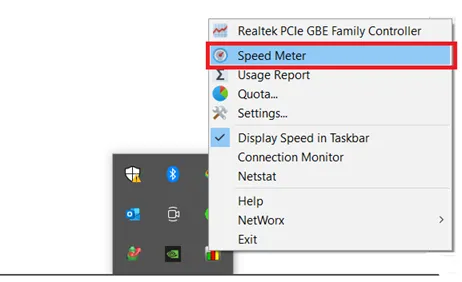 Realtek PCIe GBE Family Controller
Speed Meter
Usage Report
Quota...
Settings...
Display Speed in Taskbar
Connection Monitor
Netstat
Help
NetWorx
Exit